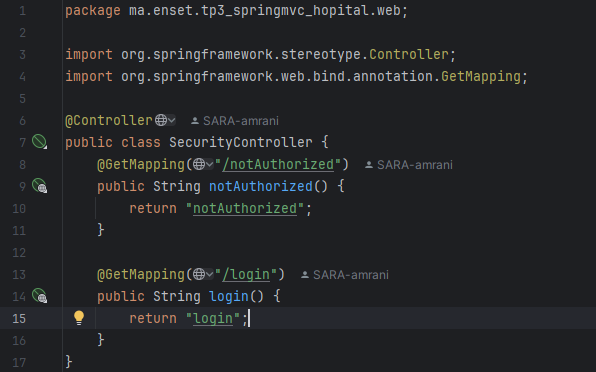 1 package ma.enset.tp3_springmvc_hopital.web;
2
3 import org.springframework.stereotype.Controller;
4 import org.springframework.web.bind.annotation.GetMapping;
5
6 @Controller SARA-amrani
7 public class SecurityController {
8 @GetMapping("/notAuthorized") SARA-amrani
9 public String notAuthorized() {
10 return "notAuthorized";
11 }
12
13 @GetMapping("/login") SARA-amrani
14 public String login() {
15 return "login";
16 }
17 }